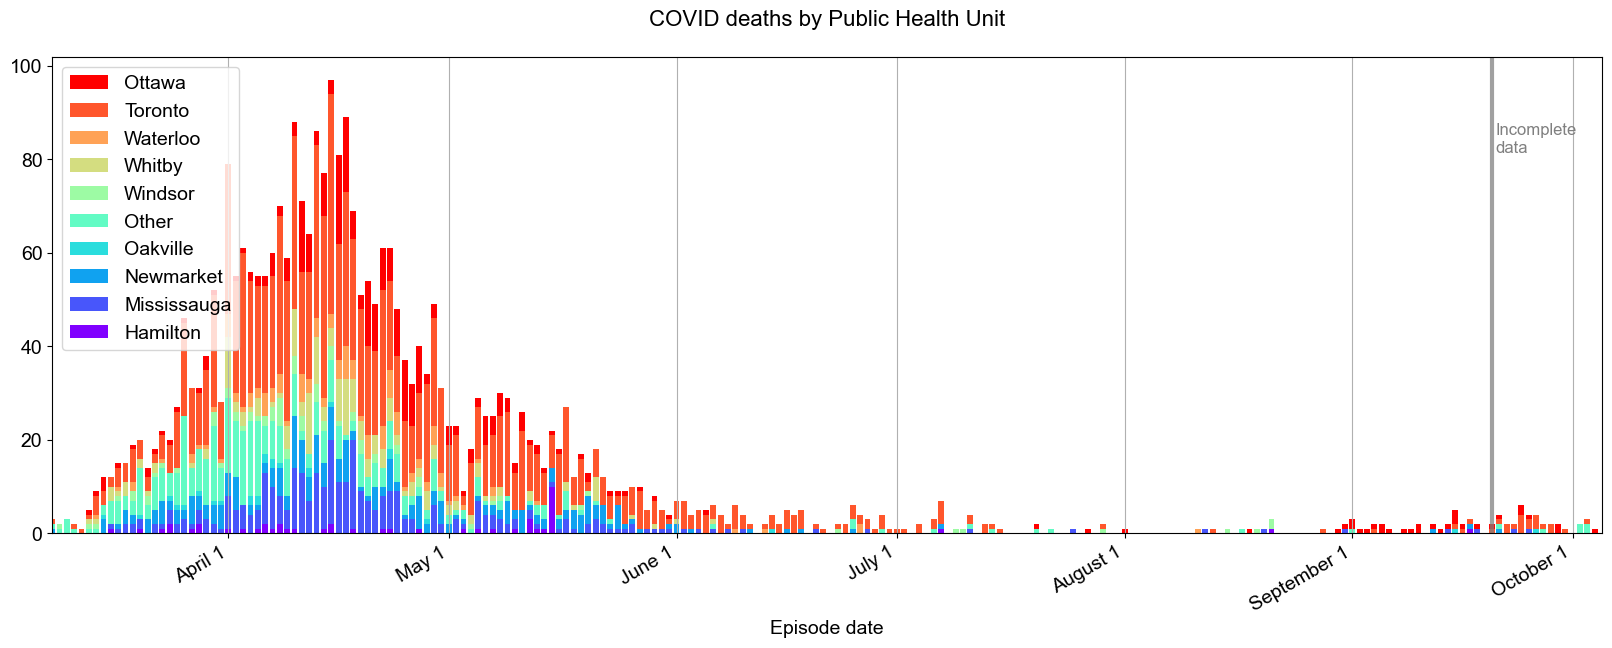 COVID deaths by Public Health Unit
100
80
60
40
20
0
Ottawa
Toronto
Waterloo
Whitby
Windsor
Other
Oakville
Newmarket
Mississauga
Hamilton
Incomplete
data
April 1
May 1
June 1
July 1
August 1
September 1
October 1
Episode date